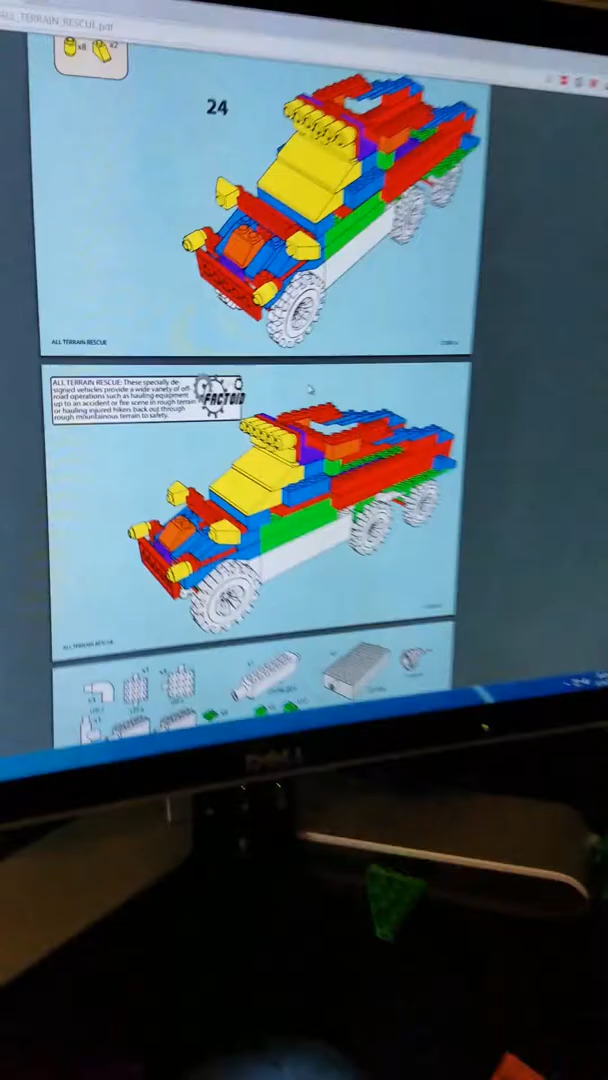 ALL_TERRAIN_RESCUE.pdf
x8 x2
24
ALL TERRAIN RESCUE
ALL TERRAIN RESCUE: These specially de-
signed vehicles provide a wide variety of off-
road operations such as hauling equipment
up to an accident or fire scene in rough terrain
or hauling injured hikers back out through
rough mountainous terrain to safety.
FACTOID
ALL TERRAIN RESCUE
DELL